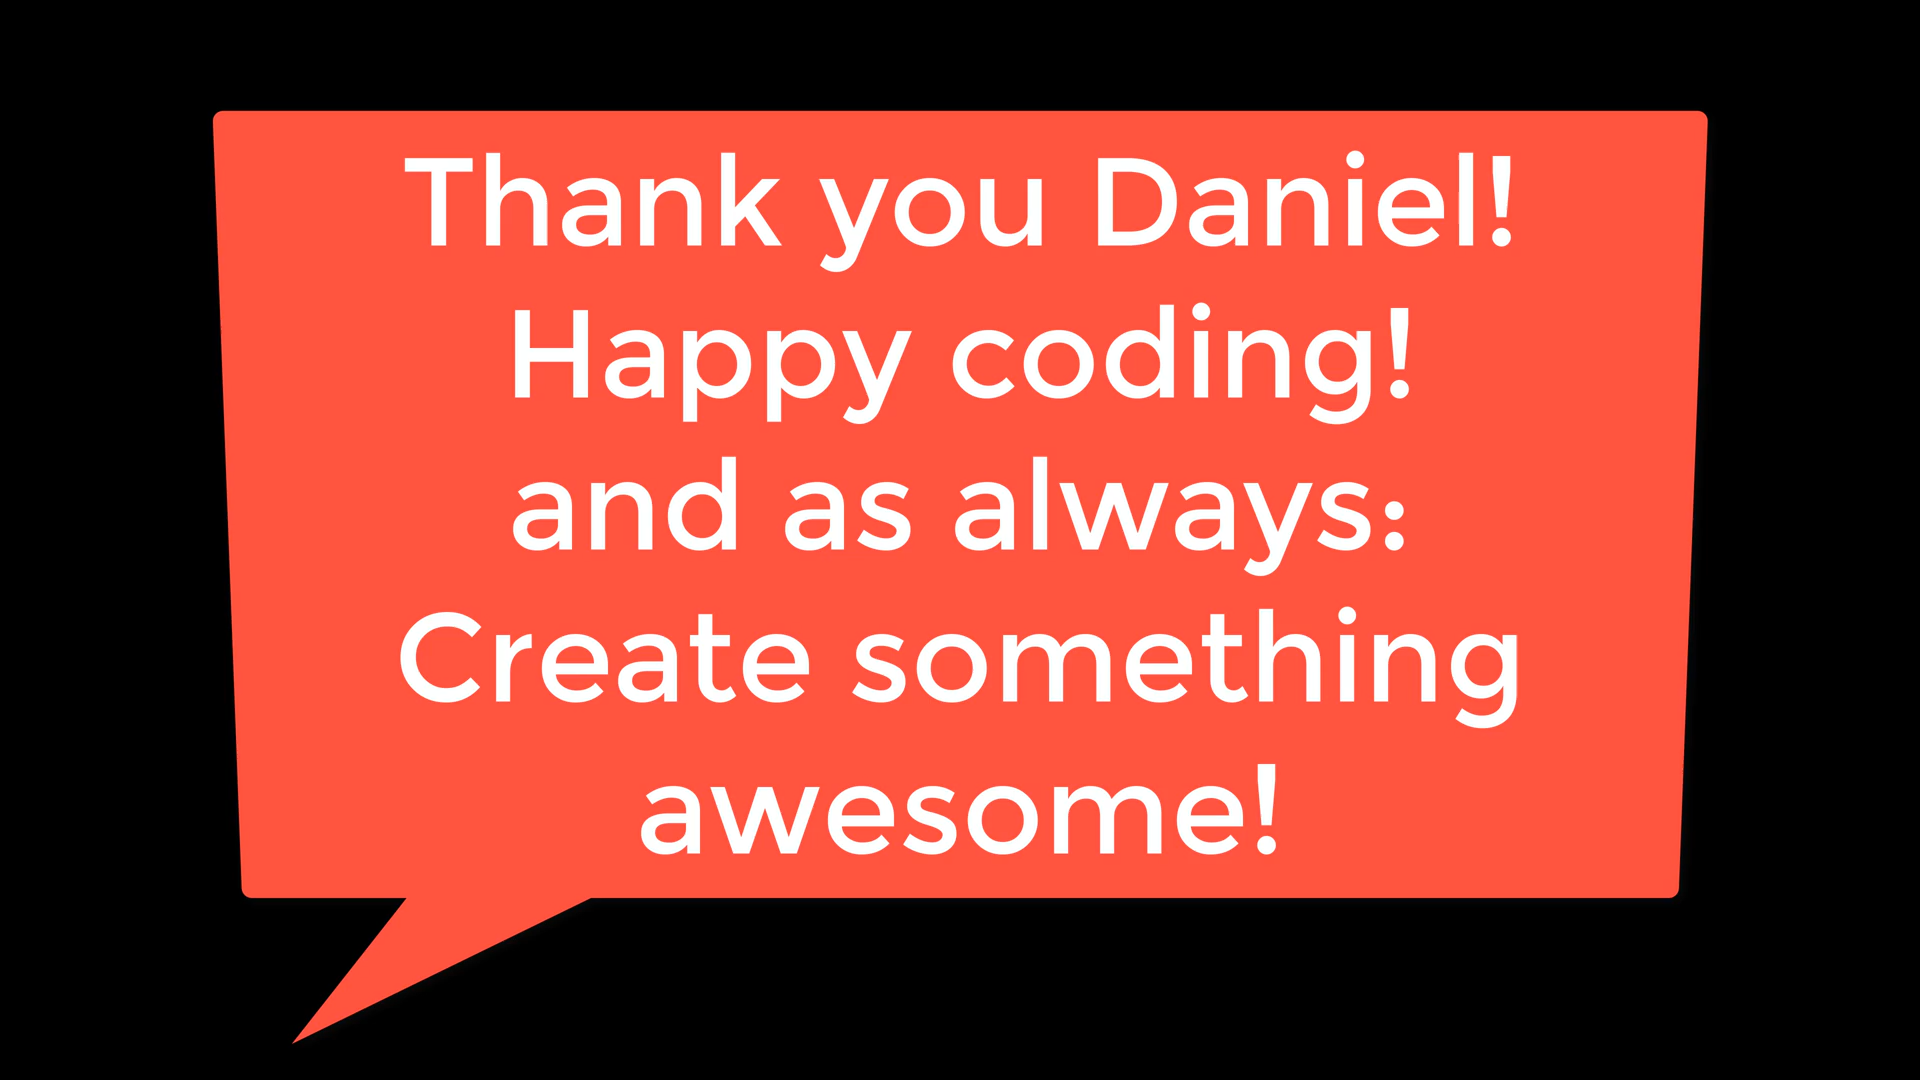 Thank you Daniel!
Happy coding!
and as always:
Create something
awesome!